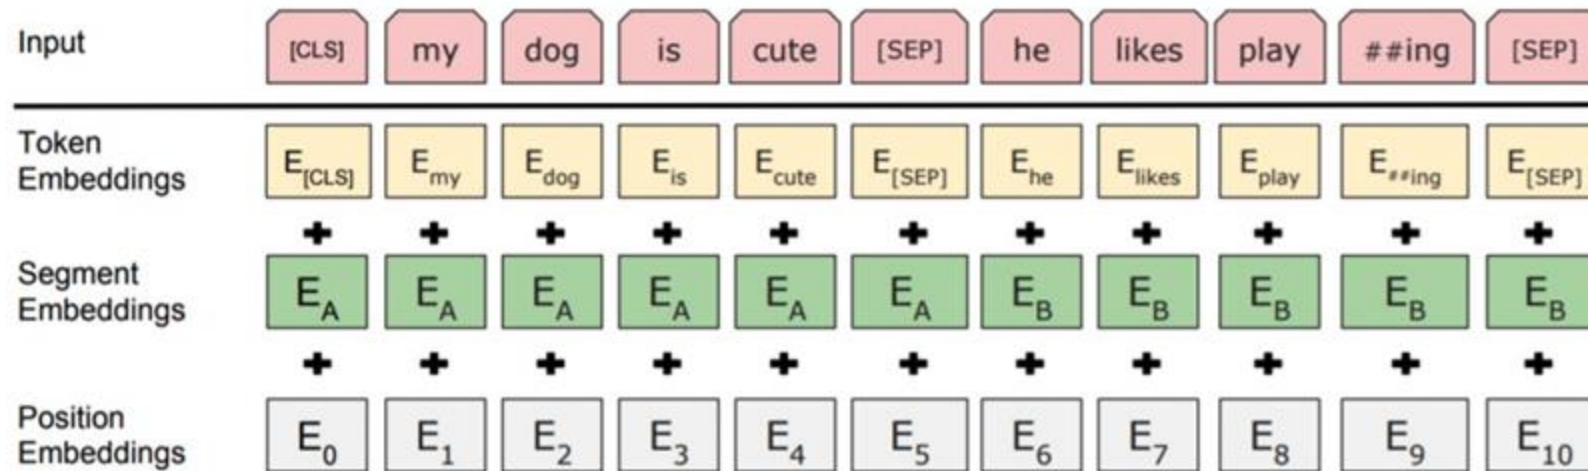 Input [CLS] my dog is cute [SEP] he likes play ##ing [SEP]
Token
Embeddings
E[CLS] Emy Edog Eis Ecute E[SEP] Ehe Elikes Eplay E##ing E[SEP]
+ + + + + + + + + + +
Segment
Embeddings
EA EA EA EA EA EA EB EB EB EB EB
+ + + + + + + + + + +
Position
Embeddings
E0 E1 E2 E3 E4 E5 E6 E7 E8 E9 E10